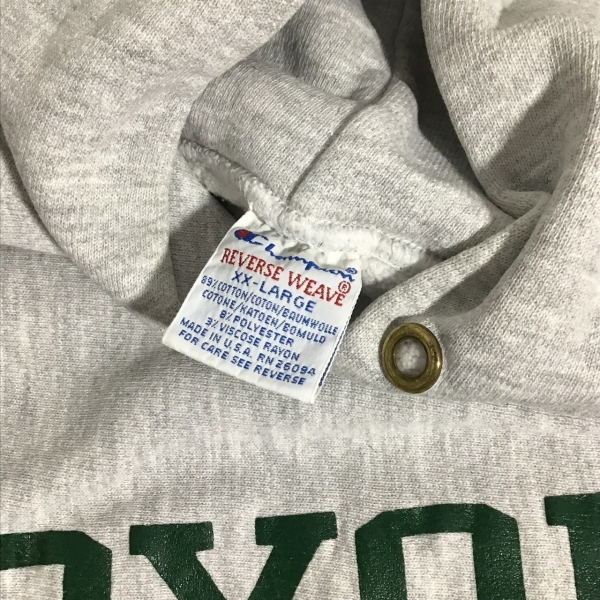 Champion®
REVERSE WEAVE®
XX-LARGE
89% COTTON/COTON/BAUMWOLLE
COTONE/KATOEN/BOMULD
8% POLYESTER
3% VISCOSE RAYON
MADE IN U.S.A. RN 26094
FOR CARE SEE REVERSE
OYO